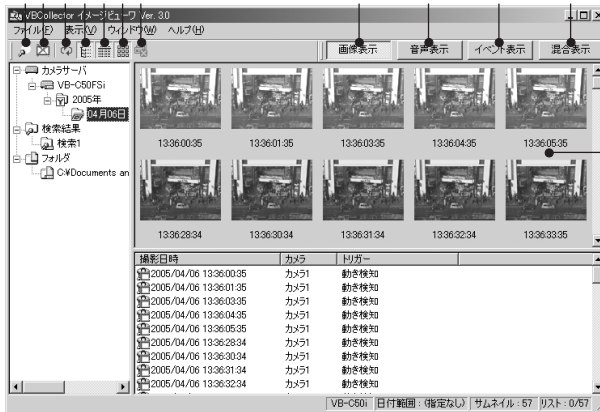 VBCollector イメージビューワ Ver. 3.0
ファイル(F) 表示(V) ウィンドウ(W) ヘルプ(H)
画像表示 音声表示 イベント表示 混合表示
カメラサーバ
VB-C50FSi
2005年
04月06日
検索結果
検索1
フォルダ
C:¥Documents an
13:36:00:35 13:36:01:35 13:36:03:35 13:36:04:35 13:36:05:35
13:36:28:34 13:36:30:34 13:36:31:34 13:36:32:34 13:36:33:35
撮影日時 カメラ トリガー
2005/04/06 13:36:00:35 カメラ1 動き検知
2005/04/06 13:36:01:35 カメラ1 動き検知
2005/04/06 13:36:03:35 カメラ1 動き検知
2005/04/06 13:36:04:35 カメラ1 動き検知
2005/04/06 13:36:05:35 カメラ1 動き検知
2005/04/06 13:36:28:34 カメラ1 動き検知
2005/04/06 13:36:30:34 カメラ1 動き検知
2005/04/06 13:36:31:34 カメラ1 動き検知
2005/04/06 13:36:32:34 カメラ1 動き検知
VB-C50i 日付範囲 : (指定なし) サムネイル : 57 リスト : 0/57